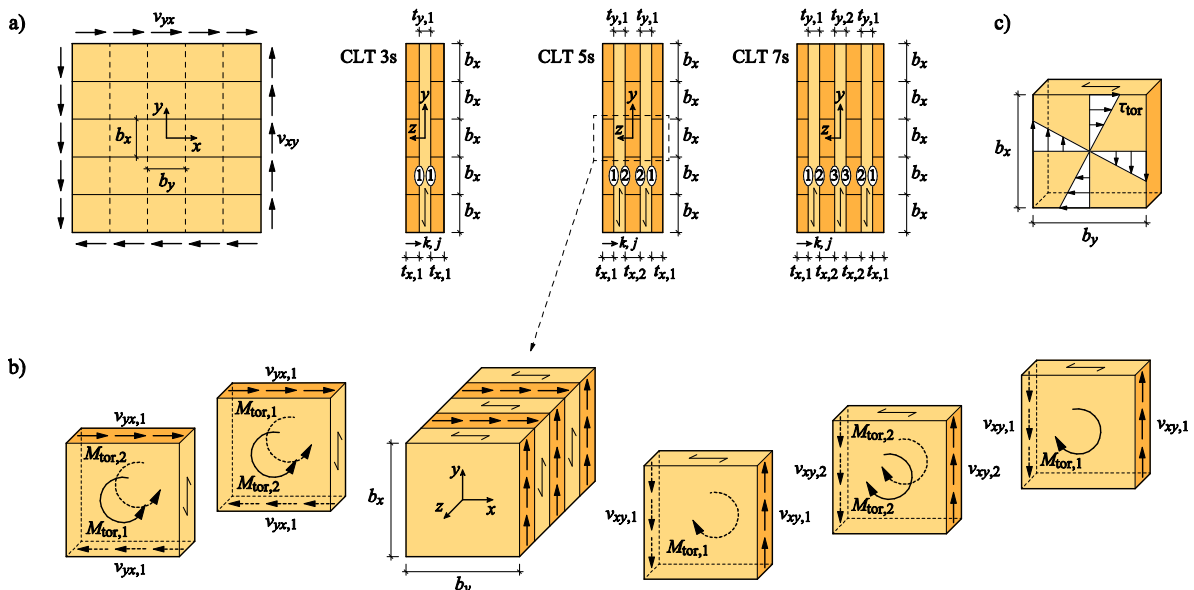 a)
v_yx
y
b_x
x
b_y
v_xy
t_y,1
CLT 3s
y
z
1 1
k, j
t_x,1
t_x,1
b_x
b_x
b_x
b_x
b_x
t_y,1 t_y,1
CLT 5s
y
z
1 2 2 1
k, j
t_x,1 t_x,2 t_x,1
b_x
b_x
b_x
b_x
b_x
t_y,1 t_y,2 t_y,1
CLT 7s
y
z
1 2 3 3 2 1
k, j
t_x,1 t_x,2 t_x,2 t_x,1
b_x
b_x
b_x
b_x
b_x
c)
τ_tor
b_x
b_y
b)
v_yx,1
M_tor,2
M_tor,1
v_yx,1
v_yx,1
M_tor,1
M_tor,2
v_yx,1
b_x
y
z
x
b_y
v_xy,1
M_tor,1
v_xy,1
M_tor,2
v_xy,2
v_xy,2
M_tor,2
v_xy,1
v_xy,1
M_tor,1